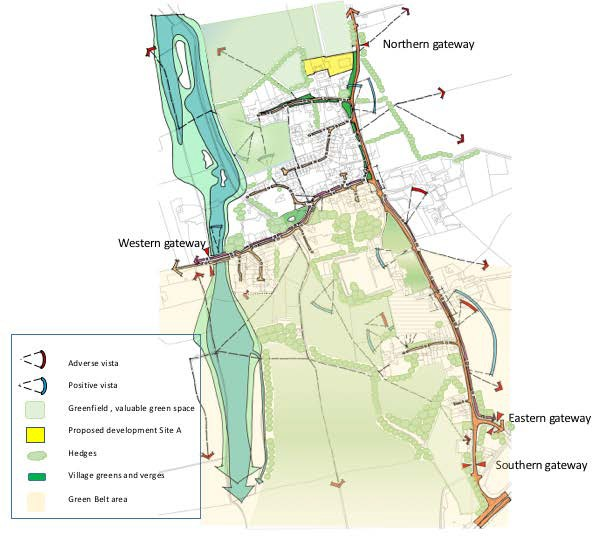 Northern gateway
Western gateway
Adverse vista
Positive vista
Greenfield , valuable green space
Proposed development Site A
Hedges
Village greens and verges
Green Belt area
Eastern gateway
Southern gateway